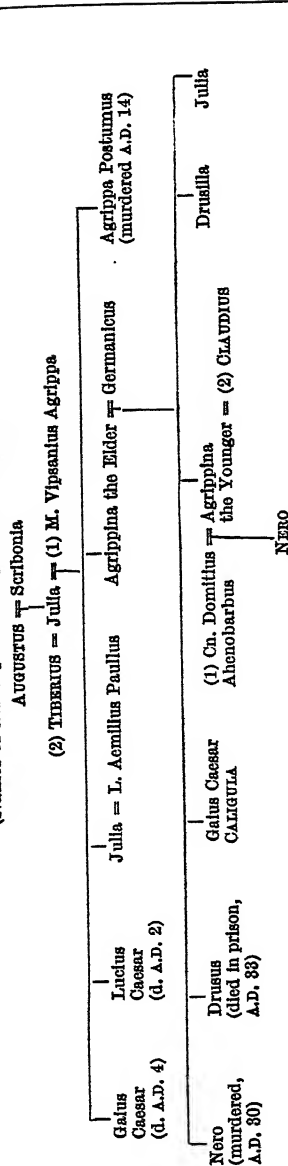 AUGUSTUS = Scribonia
(2) TIBERIUS = Julia = (1) M. Vipsanius Agrippa
Gaius
Caesar
(d. A.D. 4)
Lucius
Caesar
(d. A.D. 2)
Julia = L. Aemilius Paullus
Agrippina the Elder = Germanicus
Agrippa Postumus
(murdered A.D. 14)
Nero
(murdered,
A.D. 30)
Drusus
(died in prison,
A.D. 33)
Gaius Caesar
CALIGULA
(1) Cn. Domitius = Agrippina
Ahenobarbus
the Younger = (2) CLAUDIUS
Drusilla
Julia
NERO